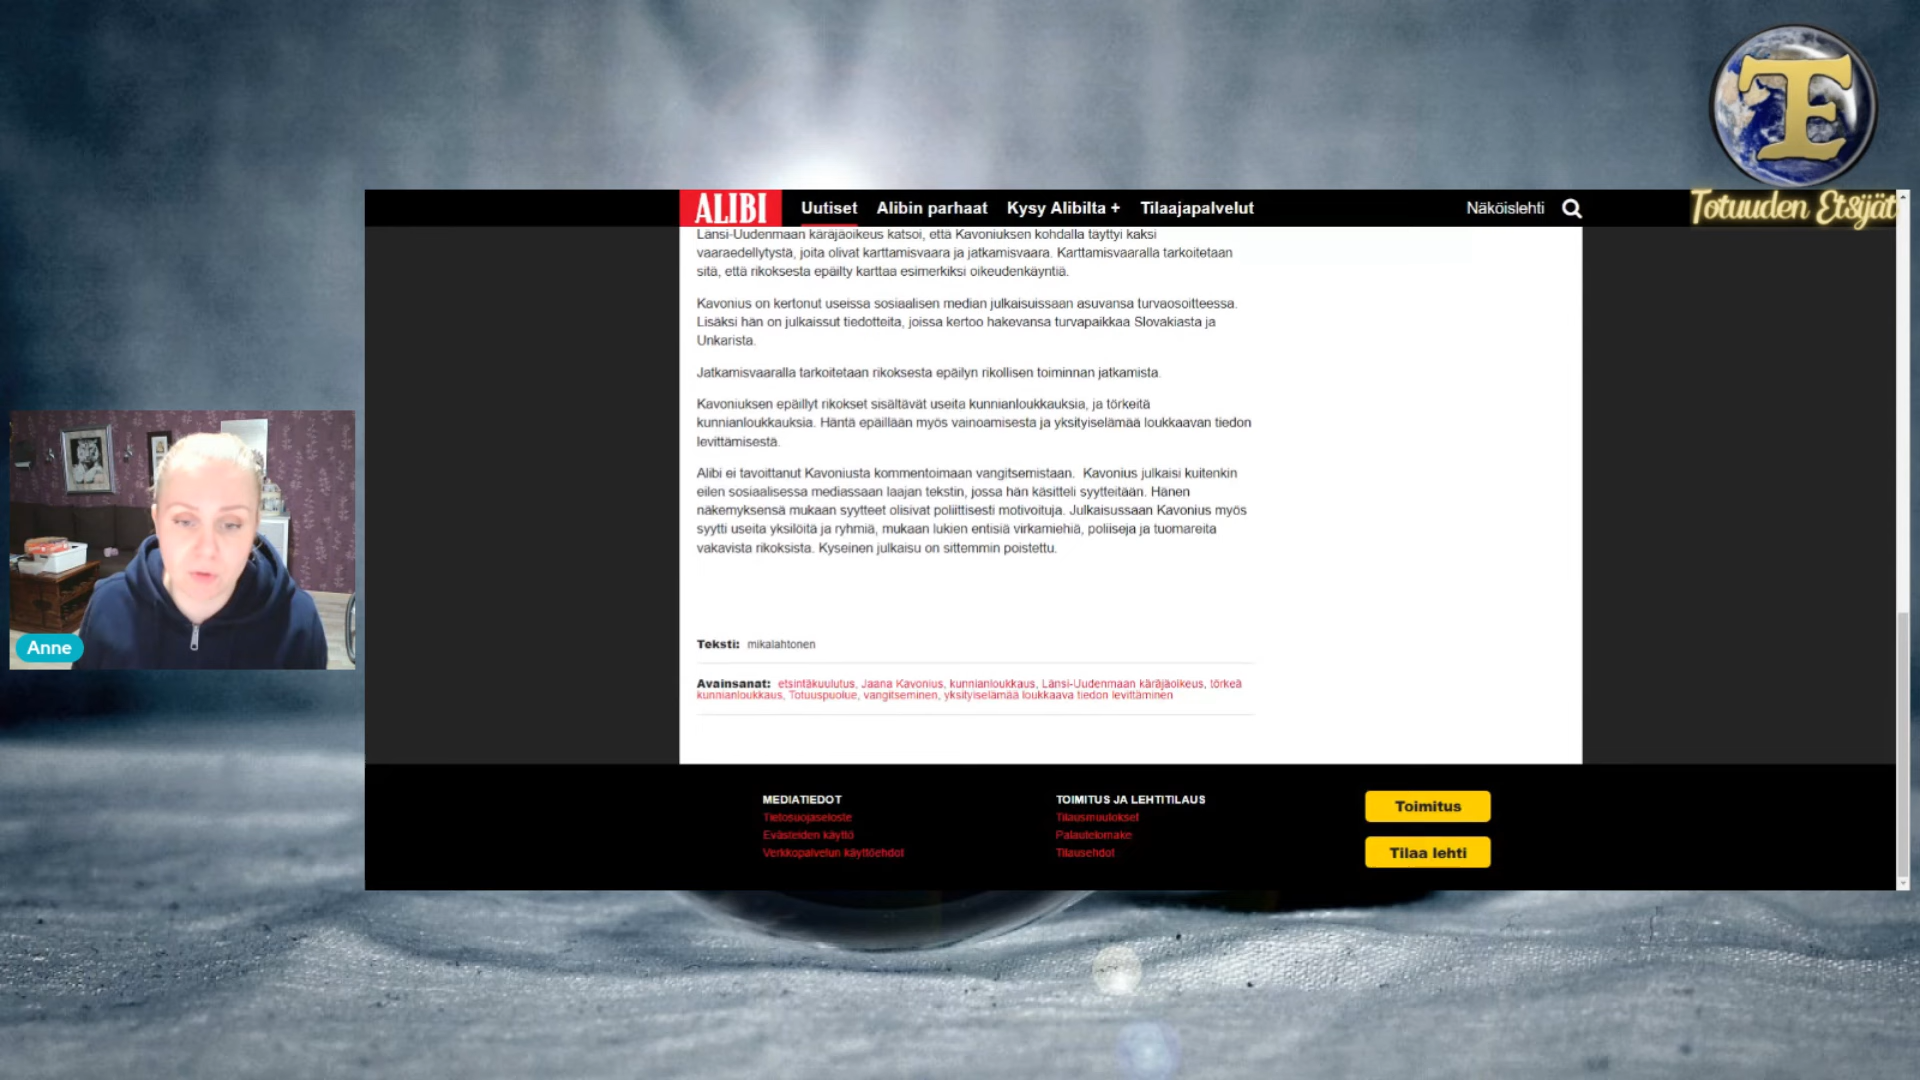 T
Totuuden Etsijät
ALIBI Uutiset Alibin parhaat Kysy Alibilta + Tilaajapalvelut Näköislehti
Länsi-Uudenmaan käräjäoikeus katsoi, että Kavoniuksen kohdalla täyttyi kaksi
vaaraedellytystä, joita olivat karttamisvaara ja jatkamisvaara. Karttamisvaaralla tarkoitetaan
sitä, että rikoksesta epäilty karttaa esimerkiksi oikeudenkäyntiä.
Kavonius on kertonut useissa sosiaalisen median julkaisuissaan asuvansa turvaosoitteessa.
Lisäksi hän on julkaissut tiedotteita, joissa kertoo hakevansa turvapaikkaa Slovakiasta ja
Unkarista.
Jatkamisvaaralla tarkoitetaan rikoksesta epäilyn rikollisen toiminnan jatkamista.
Kavoniuksen epäillyt rikokset sisältävät useita kunnianloukkauksia, ja törkeitä
kunnianloukkauksia. Häntä epäillään myös vainoamisesta ja yksityiselämää loukkaavan tiedon
levittämisestä.
Alibi ei tavoittanut Kavoniusta kommentoimaan vangitsemistaan. Kavonius julkaisi kuitenkin
eilen sosiaalisessa mediassaan laajan tekstin, jossa hän käsitteli syytteitään. Hänen
näkemyksensä mukaan syytteet olisivat poliittisesti motivoituja. Julkaisussaan Kavonius myös
syytti useita yksilöitä ja ryhmiä, mukaan lukien entisiä virkamiehiä, poliiseja ja tuomareita
vakavista rikoksista. Kyseinen julkaisu on sittemmin poistettu.
Teksti: mikalahtonen
Avainsanat: etsintäkuulutus, Jaana Kavonius, kunnianloukkaus, Länsi-Uudenmaan käräjäoikeus, törkeä
kunnianloukkaus, Totuuspuolue, vangitseminen, yksityiselämää loukkaava tiedon levittäminen
Anne
MEDIATIEDOT
Tietosuojaseloste
Evästeiden käyttö
Verkkopalvelun käyttöehdot
TOIMITUS JA LEHTITILAUS
Tilausmuutokset
Palautelomake
Tilausehdot
Toimitus
Tilaa lehti